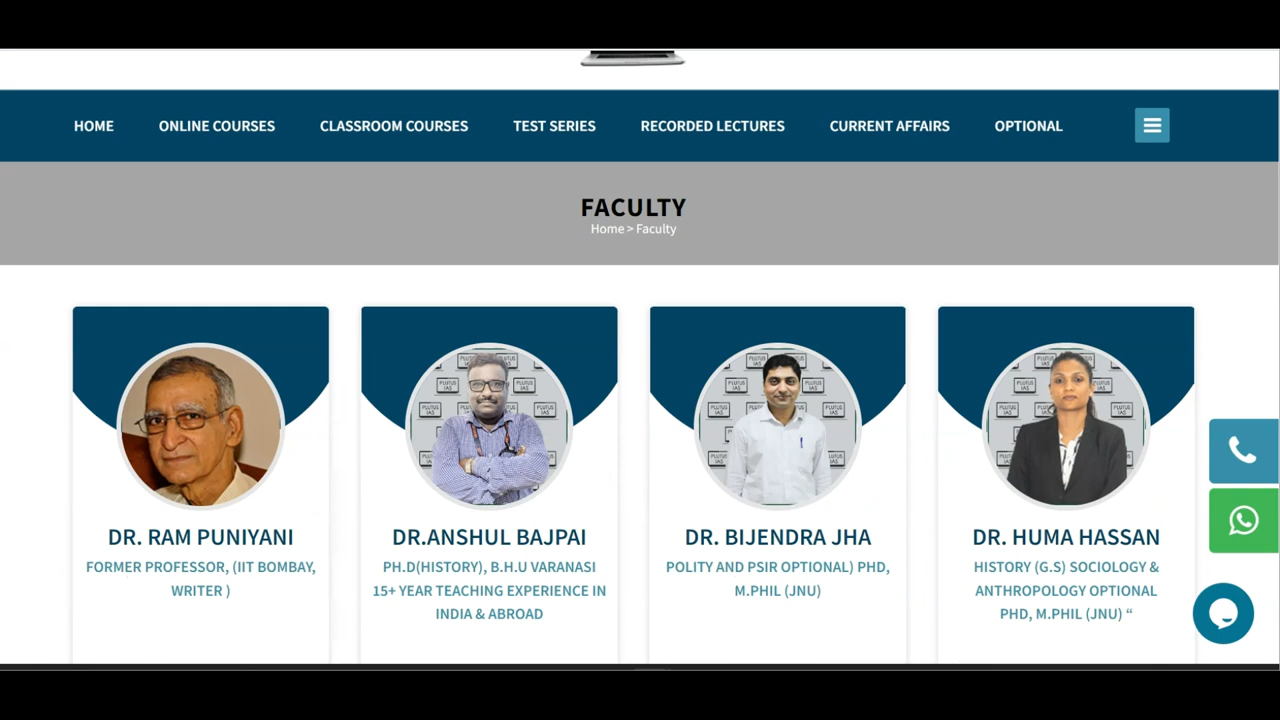 HOME ONLINE COURSES CLASSROOM COURSES TEST SERIES RECORDED LECTURES CURRENT AFFAIRS OPTIONAL
FACULTY
Home > Faculty
PLUTUS IAS
DR. RAM PUNIYANI
FORMER PROFESSOR, (IIT BOMBAY,
WRITER )
DR.ANSHUL BAJPAI
PH.D(HISTORY), B.H.U VARANASI
15+ YEAR TEACHING EXPERIENCE IN
INDIA & ABROAD
DR. BIJENDRA JHA
POLITY AND PSIR OPTIONAL) PHD,
M.PHIL (JNU)
DR. HUMA HASSAN
HISTORY (G.S) SOCIOLOGY &
ANTHROPOLOGY OPTIONAL
PHD, M.PHIL (JNU) “